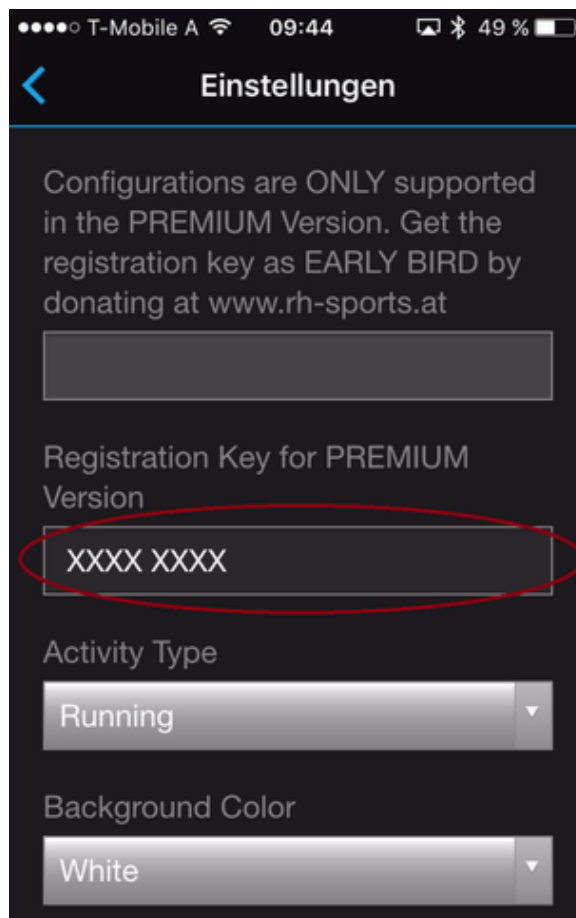 T-Mobile A 09:44 49 %
Einstellungen
Configurations are ONLY supported
in the PREMIUM Version. Get the
registration key as EARLY BIRD by
donating at www.rh-sports.at
Registration Key for PREMIUM
Version
XXXX XXXX
Activity Type
Running
Background Color
White